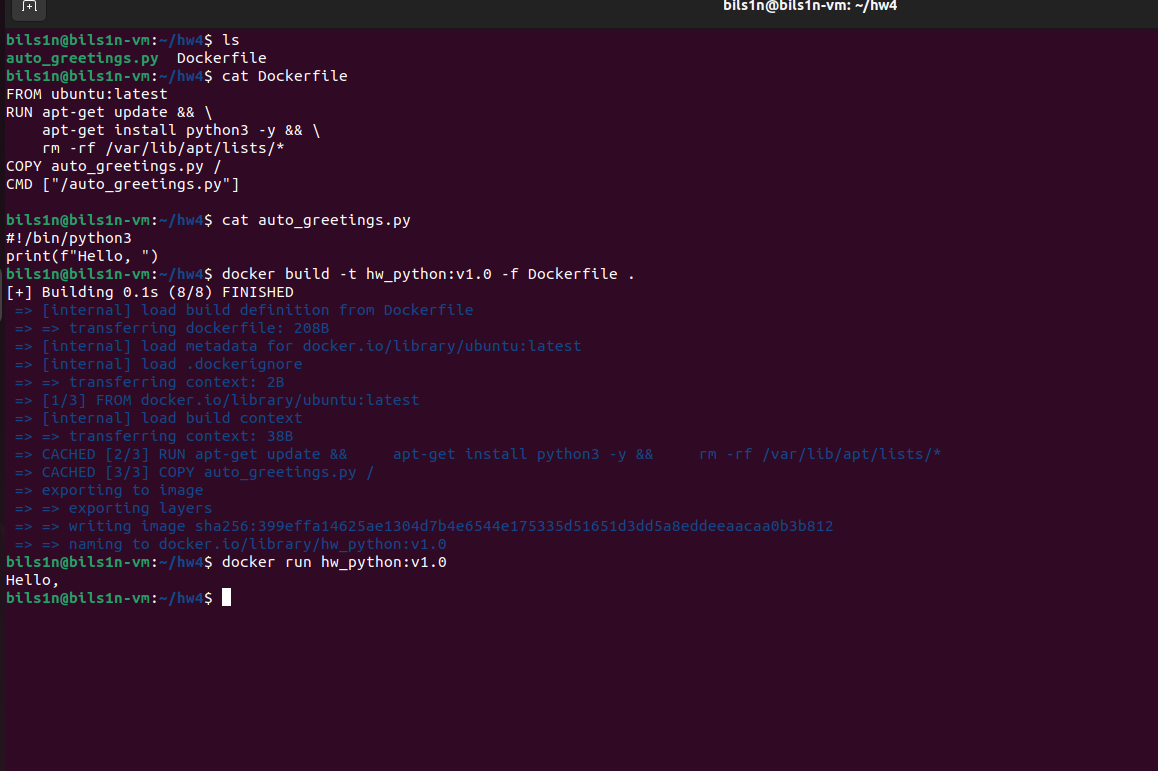 bils1n@bils1n-vm: ~/hw4
bils1n@bils1n-vm:~/hw4$ ls
auto_greetings.py  Dockerfile
bils1n@bils1n-vm:~/hw4$ cat Dockerfile
FROM ubuntu:latest
RUN apt-get update && \
    apt-get install python3 -y && \
    rm -rf /var/lib/apt/lists/*
COPY auto_greetings.py /
CMD ["/auto_greetings.py"]

bils1n@bils1n-vm:~/hw4$ cat auto_greetings.py
#!/bin/python3
print(f"Hello, ")
bils1n@bils1n-vm:~/hw4$ docker build -t hw_python:v1.0 -f Dockerfile .
[+] Building 0.1s (8/8) FINISHED
 => [internal] load build definition from Dockerfile
 => => transferring dockerfile: 208B
 => [internal] load metadata for docker.io/library/ubuntu:latest
 => [internal] load .dockerignore
 => => transferring context: 2B
 => [1/3] FROM docker.io/library/ubuntu:latest
 => [internal] load build context
 => => transferring context: 38B
 => CACHED [2/3] RUN apt-get update &&     apt-get install python3 -y &&     rm -rf /var/lib/apt/lists/*
 => CACHED [3/3] COPY auto_greetings.py /
 => exporting to image
 => => exporting layers
 => => writing image sha256:399effa14625ae1304d7b4e6544e175335d51651d3dd5a8eddeeaacaa0b3b812
 => => naming to docker.io/library/hw_python:v1.0
bils1n@bils1n-vm:~/hw4$ docker run hw_python:v1.0
Hello,
bils1n@bils1n-vm:~/hw4$